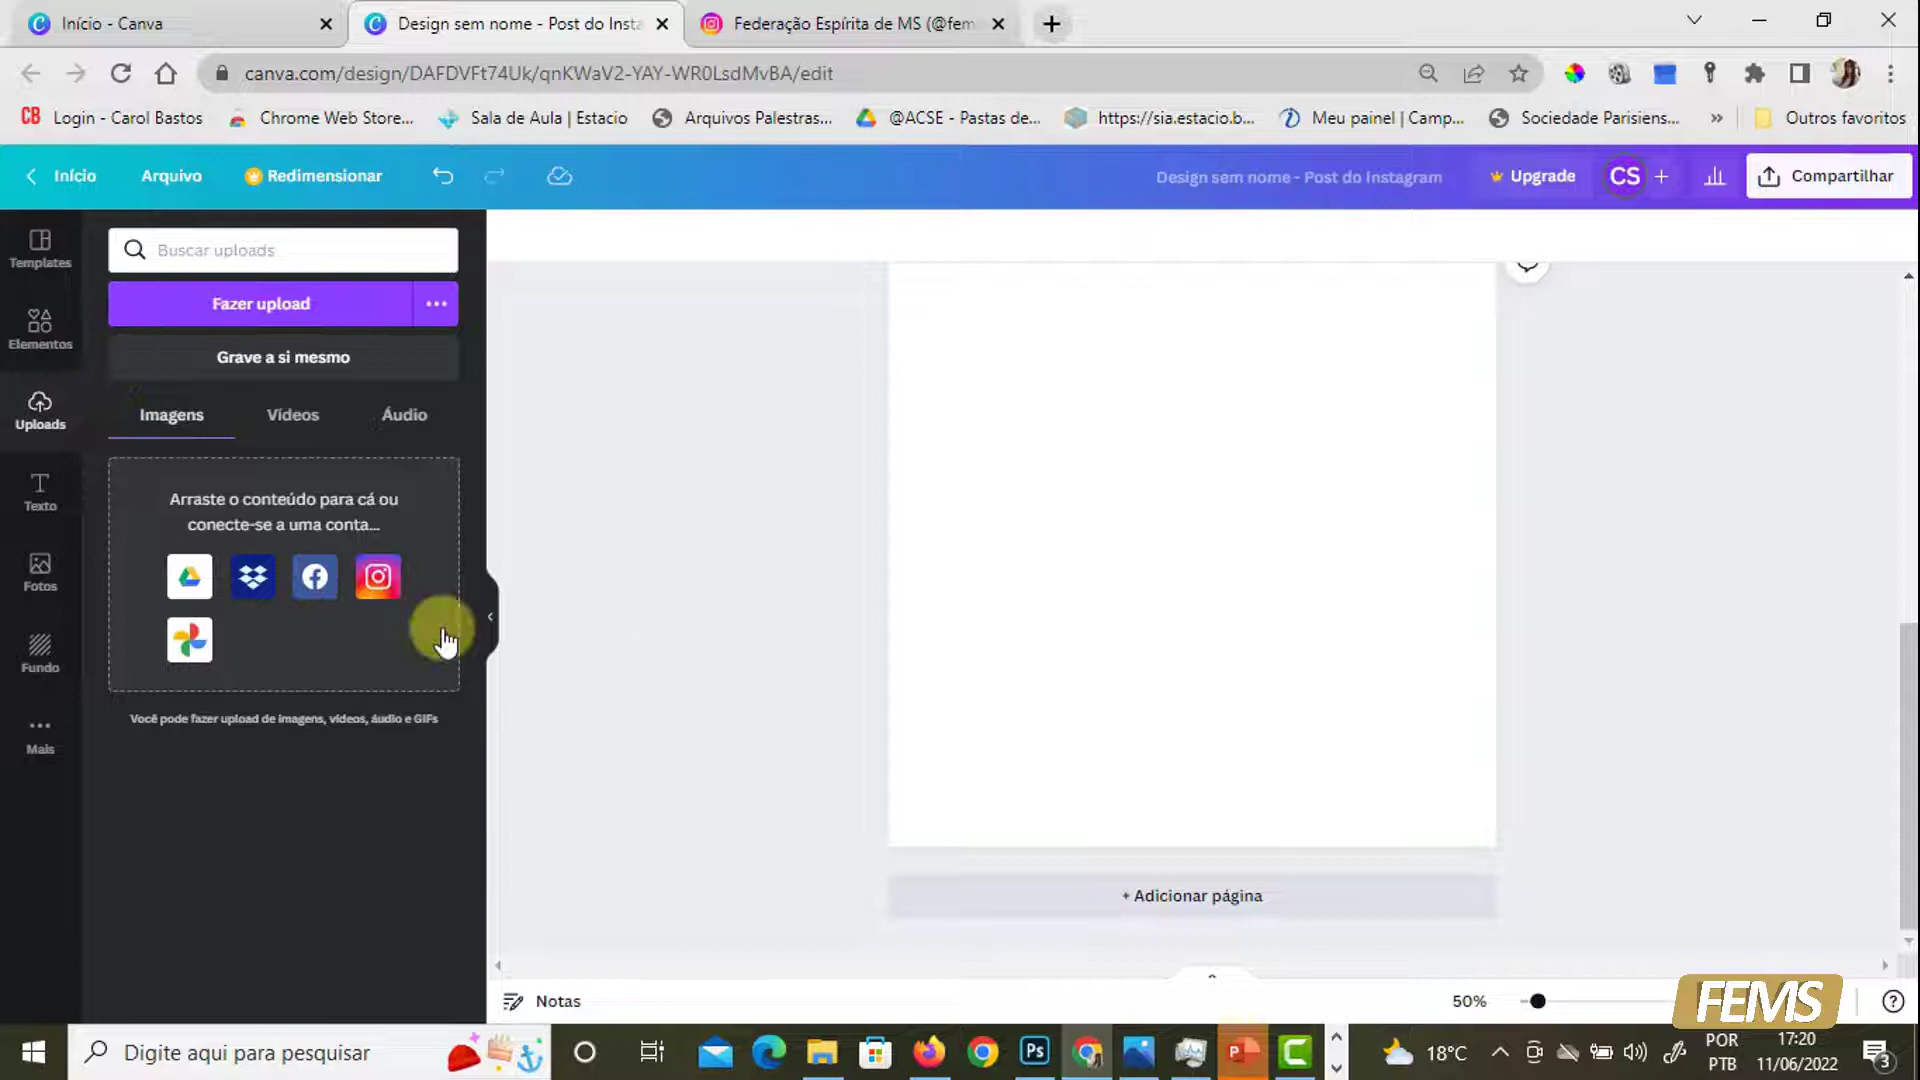 Início - Canva
Design sem nome - Post do Insta
Federação Espírita de MS (@fem
canva.com/design/DAFDVFt74Uk/qnKWaV2-YAY-WR0LsdMvBA/edit
CB Login - Carol Bastos
Chrome Web Store...
Sala de Aula | Estacio
Arquivos Palestras...
@ACSE - Pastas de...
https://sia.estacio.b...
Meu painel | Camp...
Sociedade Parisiens...
»
Outros favoritos
Início
Arquivo
Redimensionar
Design sem nome - Post do Instagram
Upgrade
CS
+
Compartilhar
Templates
Elementos
Uploads
Texto
Fotos
Fundo
Mais
Buscar uploads
Fazer upload
Grave a si mesmo
Imagens
Vídeos
Áudio
Arraste o conteúdo para cá ou
conecte-se a uma conta...
Você pode fazer upload de imagens, vídeos, áudio e GIFs
+ Adicionar página
Notas
50%
FEMS
Digite aqui para pesquisar
Ps
18°C
POR
PTB
17:20
11/06/2022
3